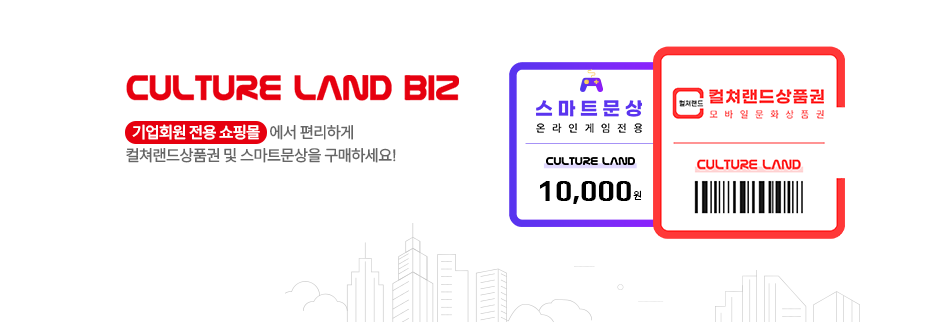 CULTURE LAND BIZ
기업회원 전용 쇼핑몰 에서 편리하게
컬쳐랜드상품권 및 스마트문상을 구매하세요!
스마트문상
온라인게임전용
CULTURE LAND
10,000원
컬쳐랜드
컬쳐랜드상품권
모바일문화상품권
CULTURE LAND